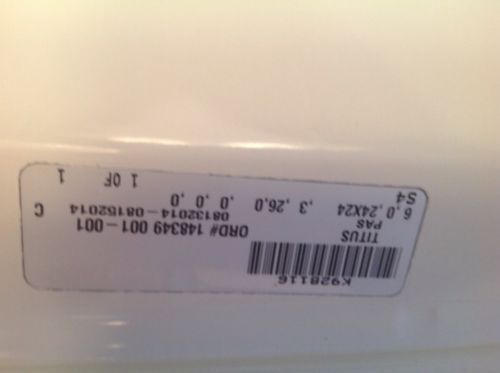 K928116
TITUS ORD# 148349 001-001
PAS 08132014 - 08152014 C
6,0,24X24 ,3 ,26.0 ,0 ,0 ,0
S4 1 OF 1